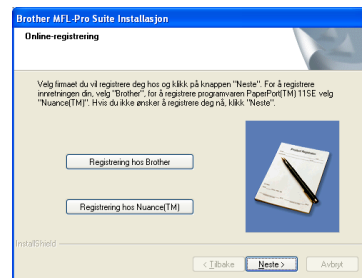 Brother MFL-Pro Suite Installasjon
Online-registrering
Velg firmaet du vil registrere deg hos og klikk på knappen "Neste". For å registrere
innretningen din, velg "Brother", for å registrere programvaren PaperPort(TM) 11SE velg
"Nuance(TM)". Hvis du ikke ønsker å registrere deg nå, klikk "Neste".
Registrering hos Brother
Registrering hos Nuance(TM)
InstallShield
< Tilbake
Neste >
Avbryt